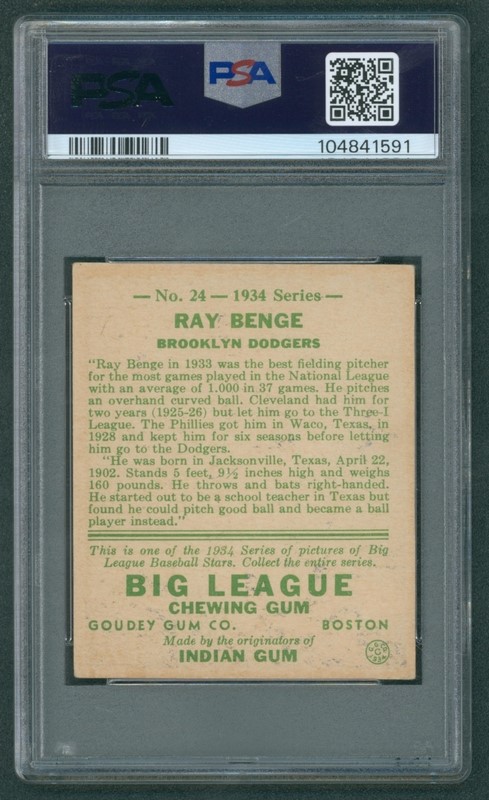 PSA
PSA
104841591
— No. 24 — 1934 Series —
RAY BENGE
BROOKLYN DODGERS
"Ray Benge in 1933 was the best fielding pitcher
for the most games played in the National League
with an average of 1.000 in 37 games. He pitches
an overhand curved ball. Cleveland had him for
two years (1925-26) but let him go to the Three-I
League. The Phillies got him in Waco, Texas, in
1928 and kept him for six seasons before letting
him go to the Dodgers.
"He was born in Jacksonville, Texas, April 22,
1902. Stands 5 feet, 9½ inches high and weighs
160 pounds. He throws and bats right-handed.
He started out to be a school teacher in Texas but
found he could pitch good ball and became a ball
player instead."
This is one of the 1934 Series of pictures of Big
League Baseball Stars. Collect the entire series.
BIG LEAGUE
CHEWING GUM
GOUDEY GUM CO. BOSTON
Made by the originators of
INDIAN GUM